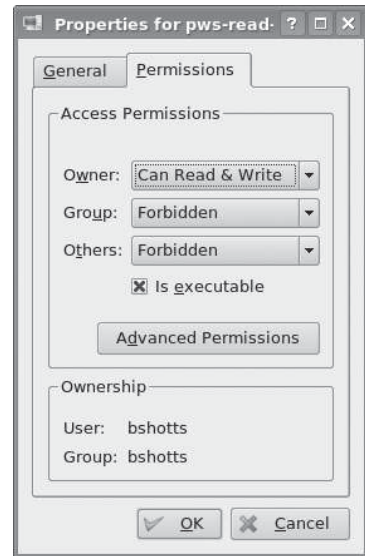 Properties for pws-read-
General Permissions
Access Permissions
Owner: Can Read & Write
Group: Forbidden
Others: Forbidden
Is executable
Advanced Permissions
Ownership
User: bshotts
Group: bshotts
OK Cancel